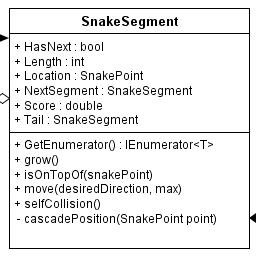 SnakeSegment
+ HasNext : bool
+ Length : int
+ Location : SnakePoint
+ NextSegment : SnakeSegment
+ Score : double
+ Tail : SnakeSegment
+ GetEnumerator() : IEnumerator<T>
+ grow()
+ isOnTopOf(snakePoint)
+ move(desiredDirection, max)
+ selfCollision()
- cascadePosition(SnakePoint point)